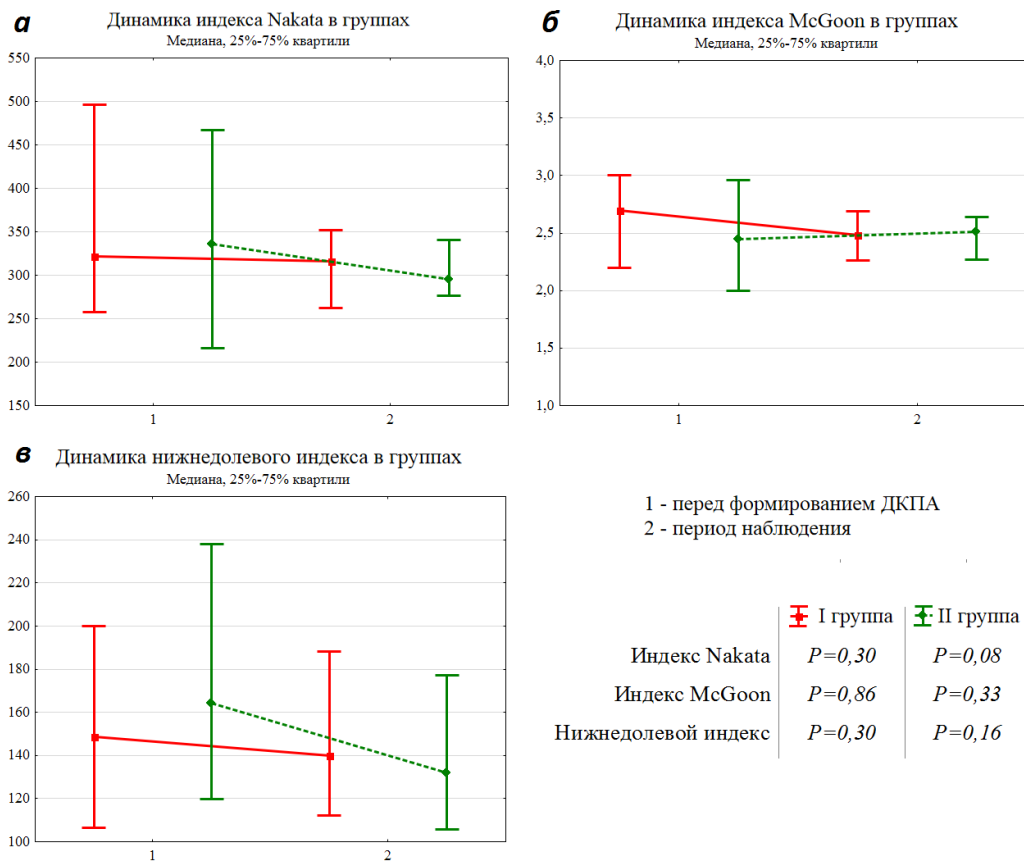 а
Динамика индекса Nakata в группах
Медиана, 25%-75% квартили
550
500
450
400
350
300
250
200
150
1
2
б
Динамика индекса McGoon в группах
Медиана, 25%-75% квартили
4,0
3,5
3,0
2,5
2,0
1,5
1,0
1
2
в
Динамика нижнедолевого индекса в группах
Медиана, 25%-75% квартили
260
240
220
200
180
160
140
120
100
1
2
1 - перед формированием ДКПА
2 - период наблюдения
I группа II группа
Индекс Nakata P=0,30 P=0,08
Индекс McGoon P=0,86 P=0,33
Нижнедолевой индекс P=0,30 P=0,16